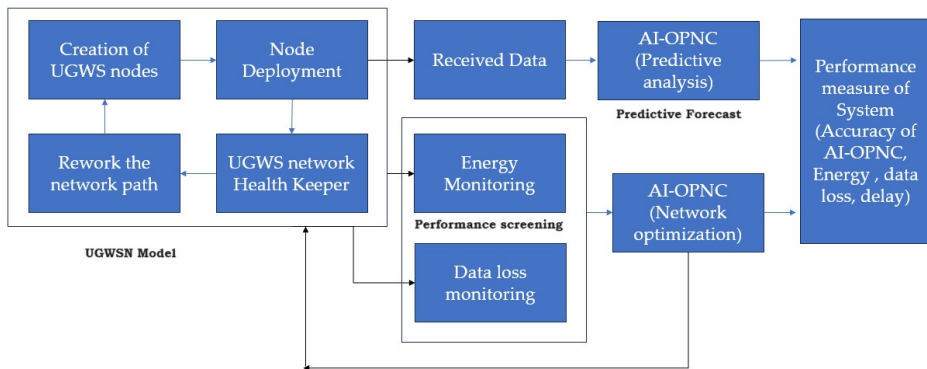 Creation of
UGWS nodes
Node
Deployment
Received Data
AI-OPNC
(Predictive
analysis)
Predictive Forecast
Performance
measure of
System
(Accuracy of
AI-OPNC,
Energy , data
loss, delay)
Rework the
network path
UGWS network
Health Keeper
Energy
Monitoring
Performance screening
Data loss
monitoring
AI-OPNC
(Network
optimization)
UGWSN Model